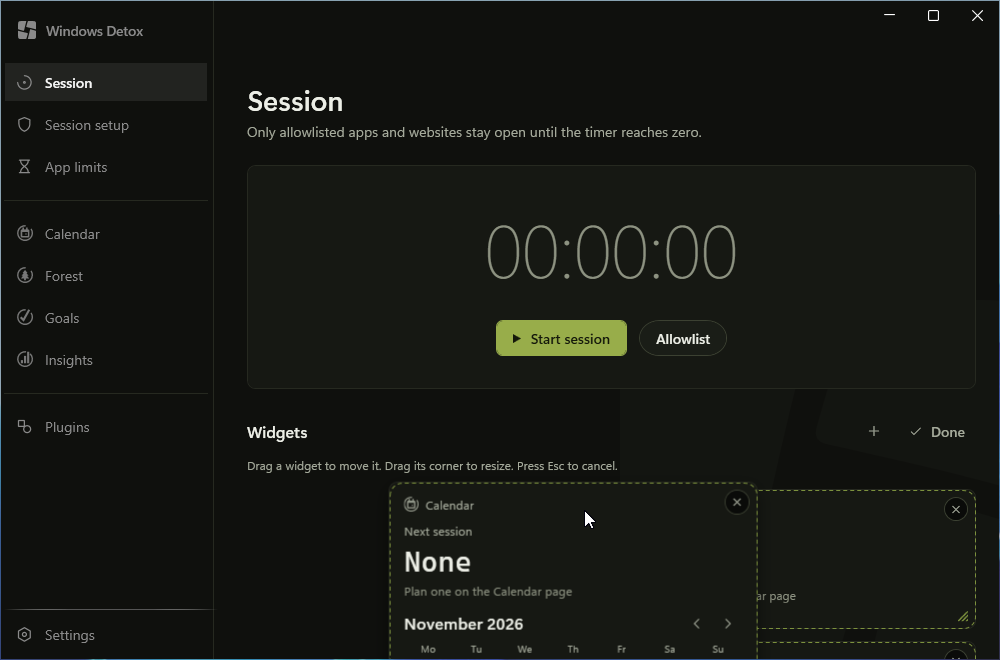 Windows Detox
Session
Session setup
App limits
Calendar
Forest
Goals
Insights
Plugins
Settings
Session
Only allowlisted apps and websites stay open until the timer reaches zero.
00:00:00
Start session
Allowlist
Widgets
Done
Drag a widget to move it. Drag its corner to resize. Press Esc to cancel.
Calendar
Next session
None
Plan one on the Calendar page
November 2026
Mo Tu We Th Fr Sa Su
page